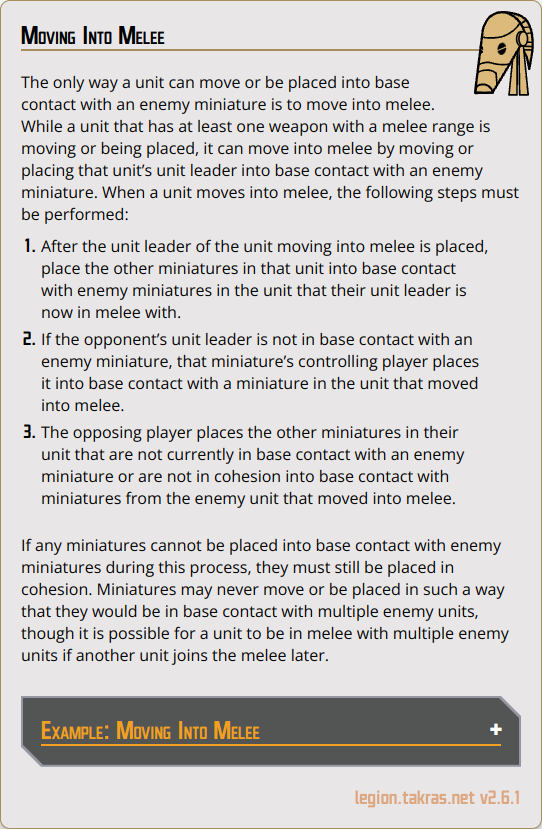 Moving Into Melee
The only way a unit can move or be placed into base
contact with an enemy miniature is to move into melee.
While a unit that has at least one weapon with a melee range is
moving or being placed, it can move into melee by moving or
placing that unit’s unit leader into base contact with an enemy
miniature. When a unit moves into melee, the following steps must
be performed:
1. After the unit leader of the unit moving into melee is placed,
place the other miniatures in that unit into base contact
with enemy miniatures in the unit that their unit leader is
now in melee with.
2. If the opponent’s unit leader is not in base contact with an
enemy miniature, that miniature’s controlling player places
it into base contact with a miniature in the unit that moved
into melee.
3. The opposing player places the other miniatures in their
unit that are not currently in base contact with an enemy
miniature or are not in cohesion into base contact with
miniatures from the enemy unit that moved into melee.
If any miniatures cannot be placed into base contact with enemy
miniatures during this process, they must still be placed in
cohesion. Miniatures may never move or be placed in such a way
that they would be in base contact with multiple enemy units,
though it is possible for a unit to be in melee with multiple enemy
units if another unit joins the melee later.
Example: Moving Into Melee +
legion.takras.net v2.6.1